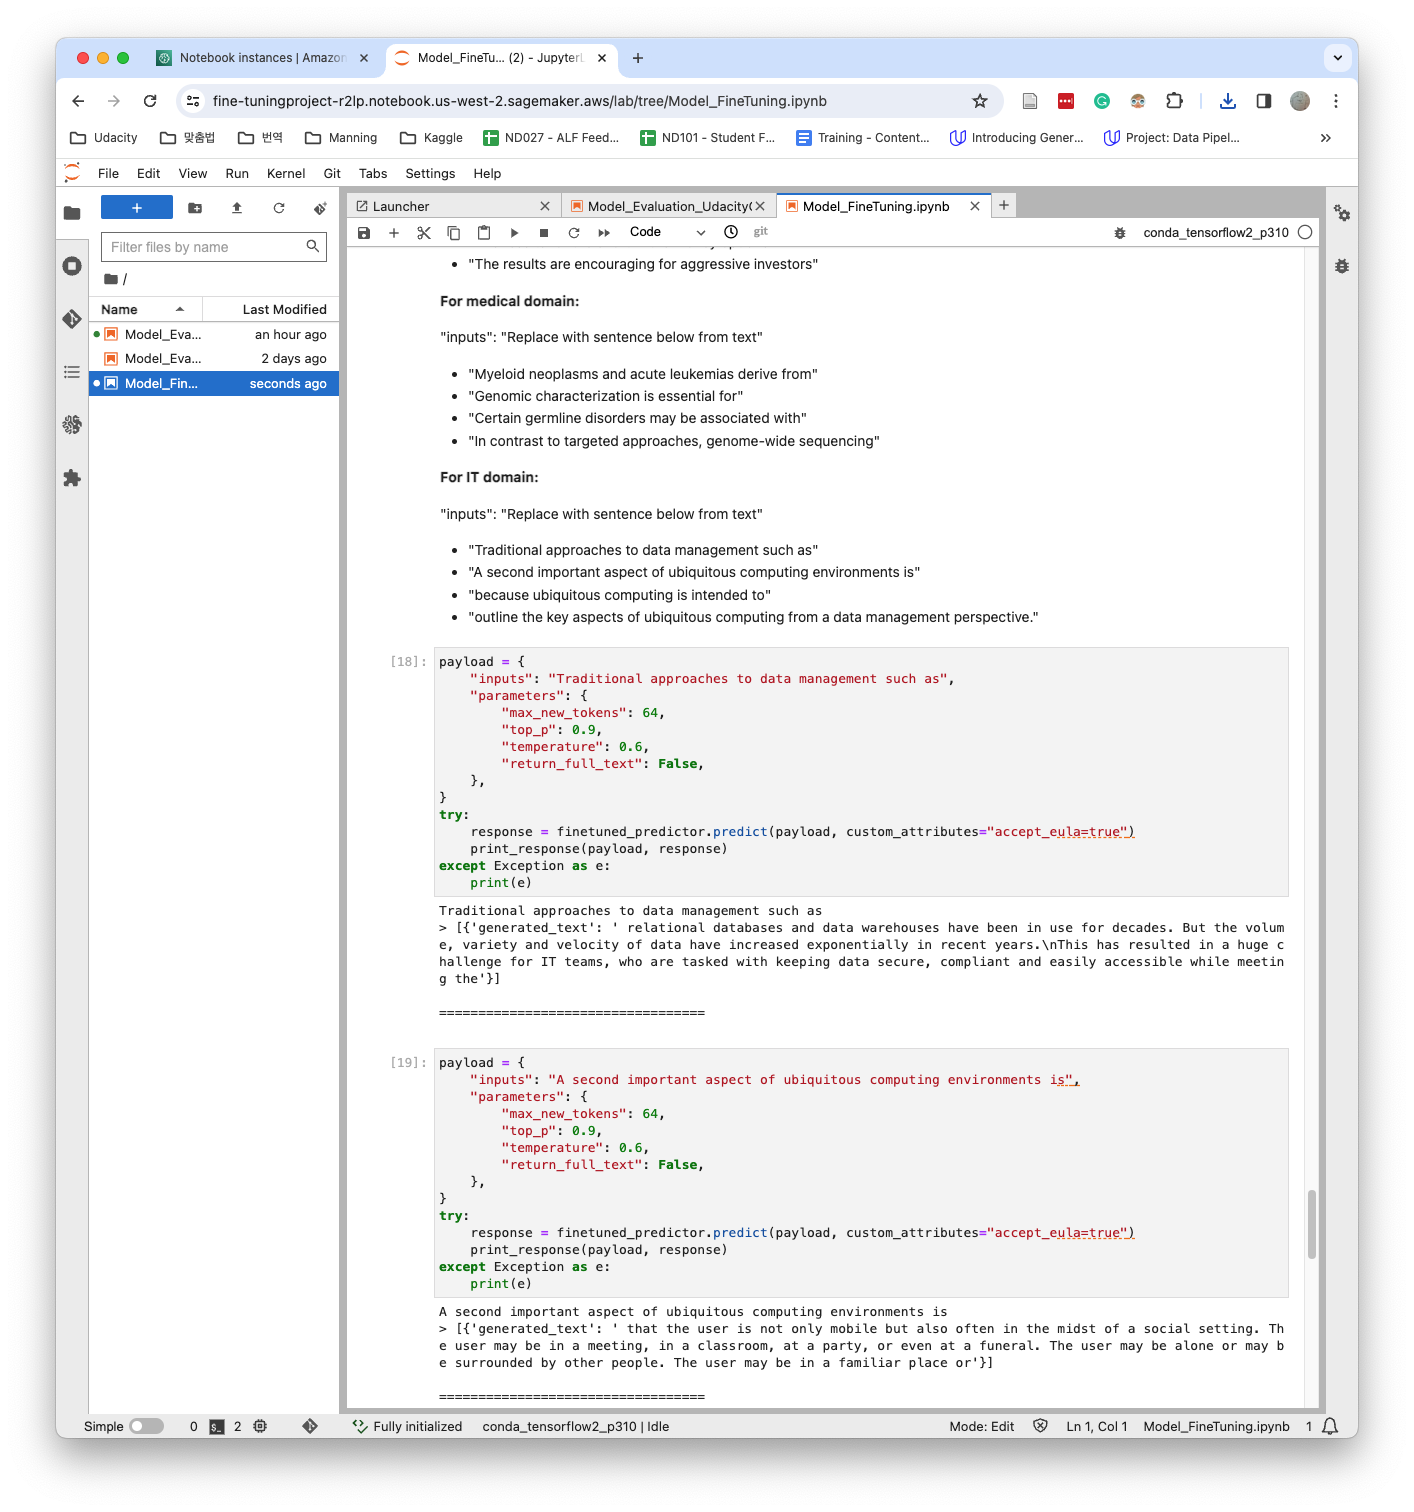 Notebook instances | Amazon
Model_FineTu... (2) - JupyterL
fine-tuningproject-r2lp.notebook.us-west-2.sagemaker.aws/lab/tree/Model_FineTuning.ipynb
Udacity
맞춤법
번역
Manning
Kaggle
ND027 - ALF Feed...
ND101 - Student F...
Training - Content...
Introducing Gener...
Project: Data Pipel...
»
File Edit View Run Kernel Git Tabs Settings Help
Launcher
Model_Evaluation_Udacity
Model_FineTuning.ipynb
Code
git
conda_tensorflow2_p310
Filter files by name
/
Name Last Modified
Model_Eva... an hour ago
Model_Eva... 2 days ago
Model_Fin... seconds ago
• "The results are encouraging for aggressive investors"
For medical domain:
"inputs": "Replace with sentence below from text"
• "Myeloid neoplasms and acute leukemias derive from"
• "Genomic characterization is essential for"
• "Certain germline disorders may be associated with"
• "In contrast to targeted approaches, genome-wide sequencing"
For IT domain:
"inputs": "Replace with sentence below from text"
• "Traditional approaches to data management such as"
• "A second important aspect of ubiquitous computing environments is"
• "because ubiquitous computing is intended to"
• "outline the key aspects of ubiquitous computing from a data management perspective."
[18]: payload = {
    "inputs": "Traditional approaches to data management such as",
    "parameters": {
        "max_new_tokens": 64,
        "top_p": 0.9,
        "temperature": 0.6,
        "return_full_text": False,
    },
}
try:
    response = finetuned_predictor.predict(payload, custom_attributes="accept_eula=true")
    print_response(payload, response)
except Exception as e:
    print(e)
Traditional approaches to data management such as
> [{'generated_text': ' relational databases and data warehouses have been in use for decades. But the volum
e, variety and velocity of data have increased exponentially in recent years.\nThis has resulted in a huge c
hallenge for IT teams, who are tasked with keeping data secure, compliant and easily accessible while meetin
g the'}]
==================================
[19]: payload = {
    "inputs": "A second important aspect of ubiquitous computing environments is",
    "parameters": {
        "max_new_tokens": 64,
        "top_p": 0.9,
        "temperature": 0.6,
        "return_full_text": False,
    },
}
try:
    response = finetuned_predictor.predict(payload, custom_attributes="accept_eula=true")
    print_response(payload, response)
except Exception as e:
    print(e)
A second important aspect of ubiquitous computing environments is
> [{'generated_text': ' that the user is not only mobile but also often in the midst of a social setting. Th
e user may be in a meeting, in a classroom, at a party, or even at a funeral. The user may be alone or may b
e surrounded by other people. The user may be in a familiar place or'}]
==================================
Simple 0 2 Fully initialized conda_tensorflow2_p310 | Idle Mode: Edit Ln 1, Col 1 Model_FineTuning.ipynb 1